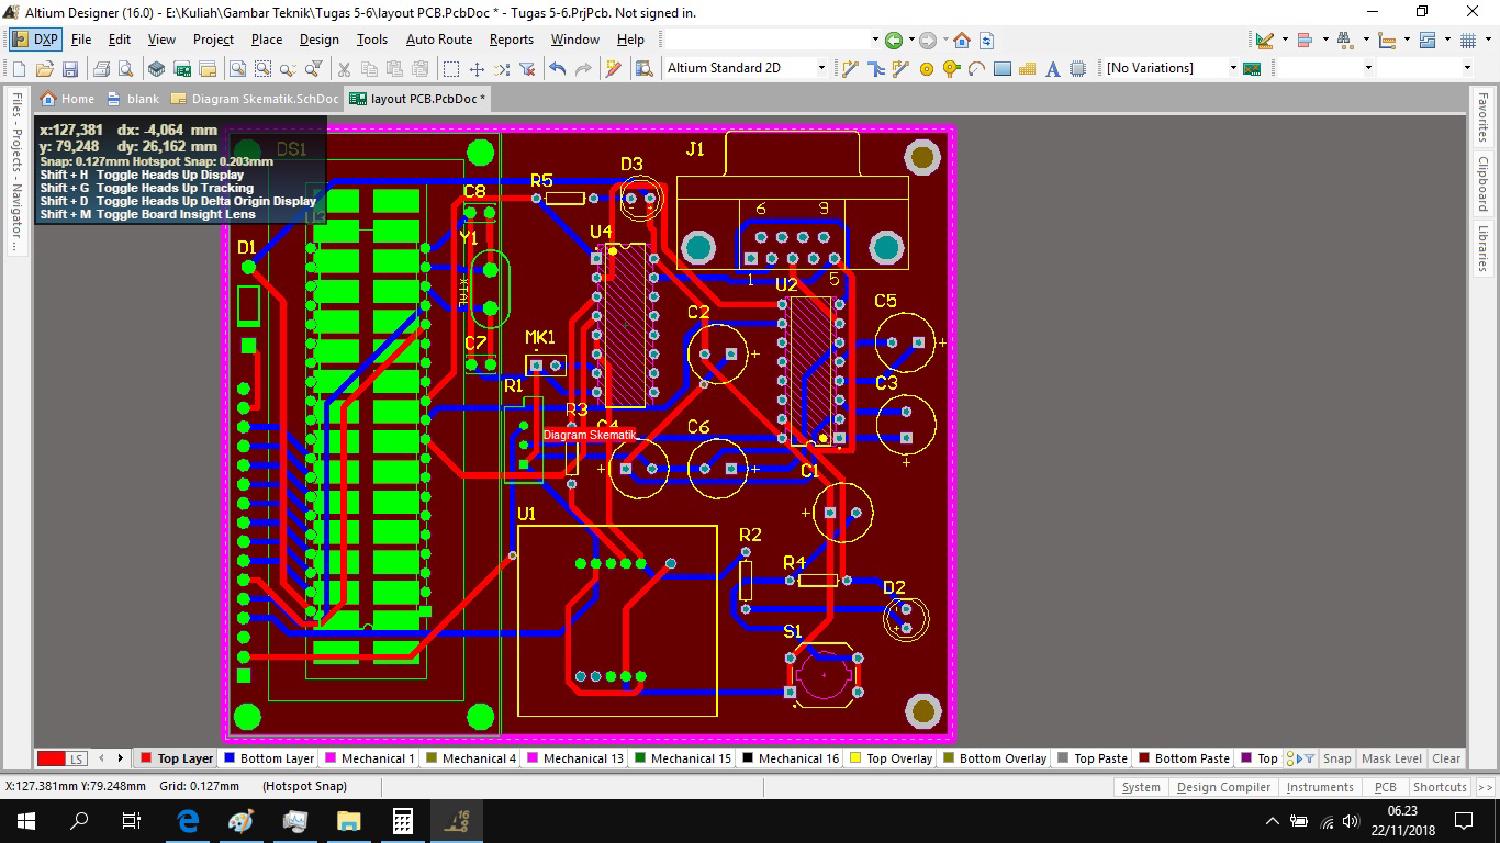 Altium Designer (16.0) - E:\Kuliah\Gambar Teknik\Tugas 5-6\layout PCB.PcbDoc * - Tugas 5-6.PrjPcb. Not signed in.
DXP File Edit View Project Place Design Tools Auto Route Reports Window Help
Altium Standard 2D [No Variations]
Home blank Diagram Skematik.SchDoc layout PCB.PcbDoc *
Files - Projects - Navigator ...
Favorites
Clipboard
Libraries
x:127,381 dx: -4,064 mm
y: 79,248 dy: 26,162 mm
Snap: 0.127mm Hotspot Snap: 0.203mm
Shift + H Toggle Heads Up Display
Shift + G Toggle Heads Up Tracking
Shift + D Toggle Heads Up Delta Origin Display
Shift + M Toggle Board Insight Lens
DS1
J1
D3
R5
C8
6 9
U4
Y1
D1
XTAL
1 5
U2
C5
C2
MK1
C7
C3
R1
R3
C6
Diagram Skematik
C1
U1
R2
R4
D2
S1
LS Top Layer Bottom Layer Mechanical 1 Mechanical 4 Mechanical 13 Mechanical 15 Mechanical 16 Top Overlay Bottom Overlay Top Paste Bottom Paste Top Snap Mask Level Clear
X:127.381mm Y:79.248mm Grid: 0.127mm (Hotspot Snap) System Design Compiler Instruments PCB Shortcuts >>
06.23
22/11/2018